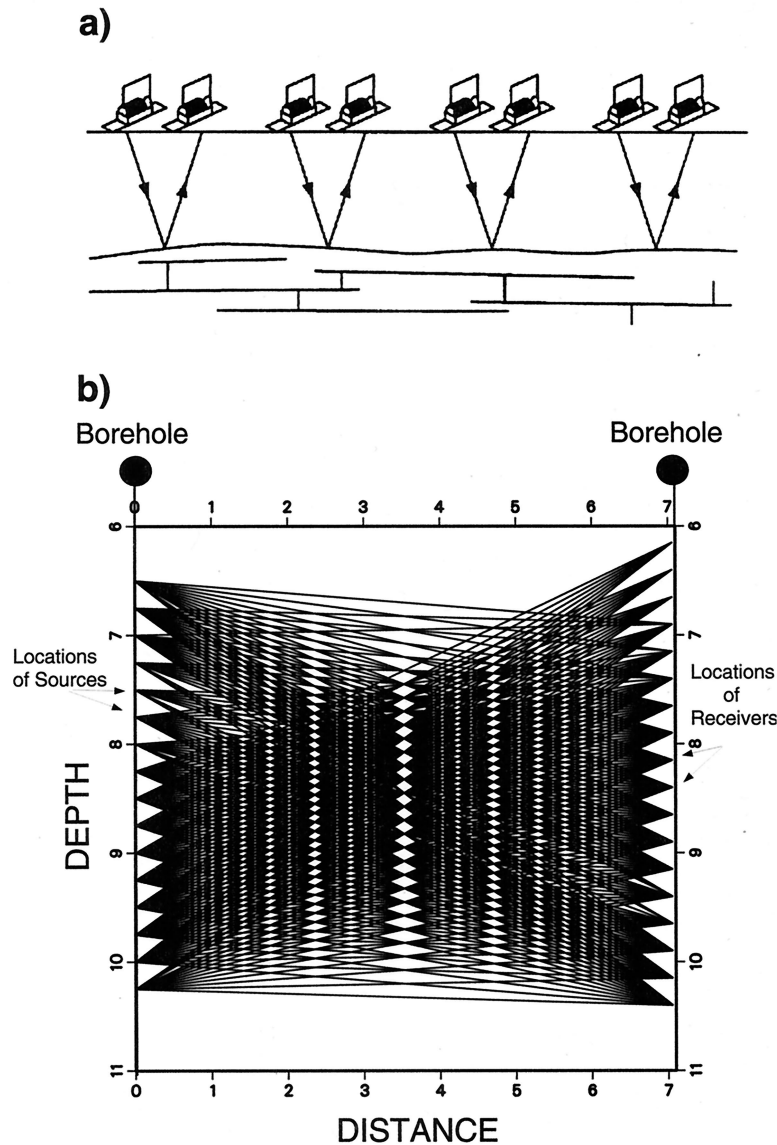 a)
b)
Borehole
Borehole
0 1 2 3 4 5 6 7
6
7
8
9
10
11
6
7
8
9
10
11
Locations
of Sources
Locations
of
Receivers
DEPTH
0 1 2 3 4 5 6 7
DISTANCE